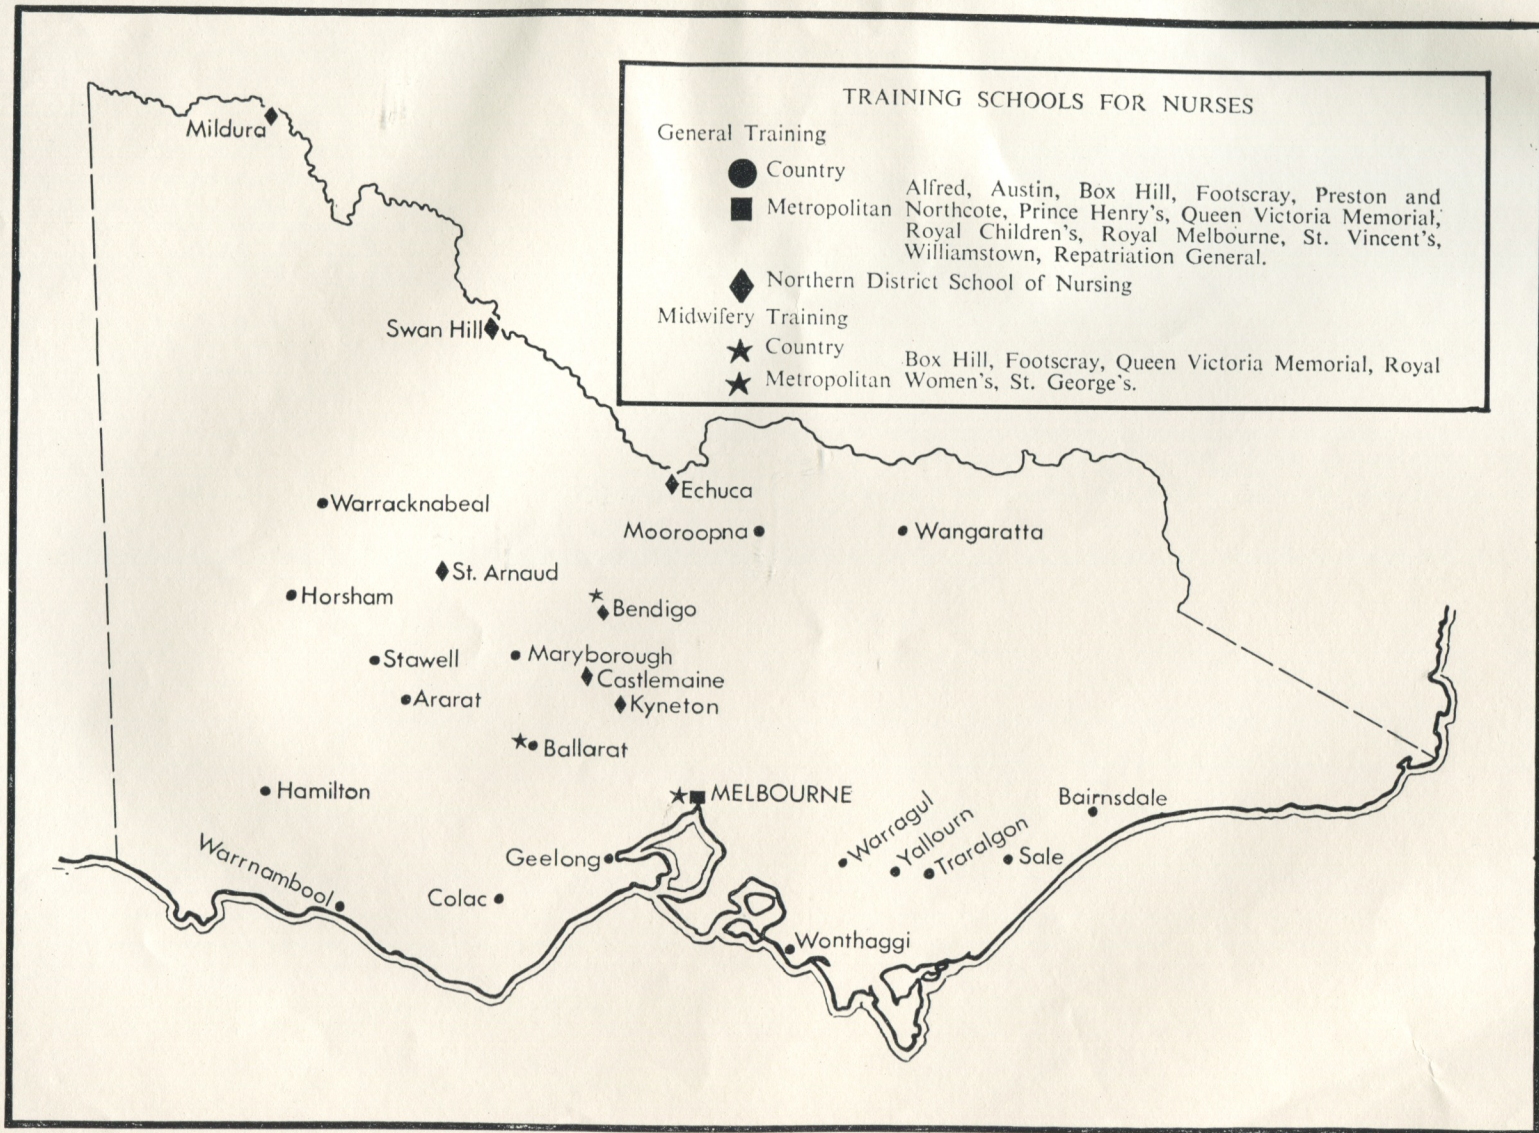 TRAINING SCHOOLS FOR NURSES
General Training
Country
Metropolitan
Alfred, Austin, Box Hill, Footscray, Preston and
Northcote, Prince Henry's, Queen Victoria Memorial,
Royal Children's, Royal Melbourne, St. Vincent's,
Williamstown, Repatriation General.
Northern District School of Nursing
Midwifery Training
Country
Metropolitan
Box Hill, Footscray, Queen Victoria Memorial, Royal
Women's, St. George's.
Mildura
Swan Hill
Echuca
Warracknabeal
Mooroopna
Wangaratta
St. Arnaud
Horsham
Bendigo
Stawell
Maryborough
Castlemaine
Ararat
Kyneton
Ballarat
Hamilton
MELBOURNE
Bairnsdale
Warragul
Yallourn
Traralgon
Sale
Geelong
Warrnambool
Colac
Wonthaggi